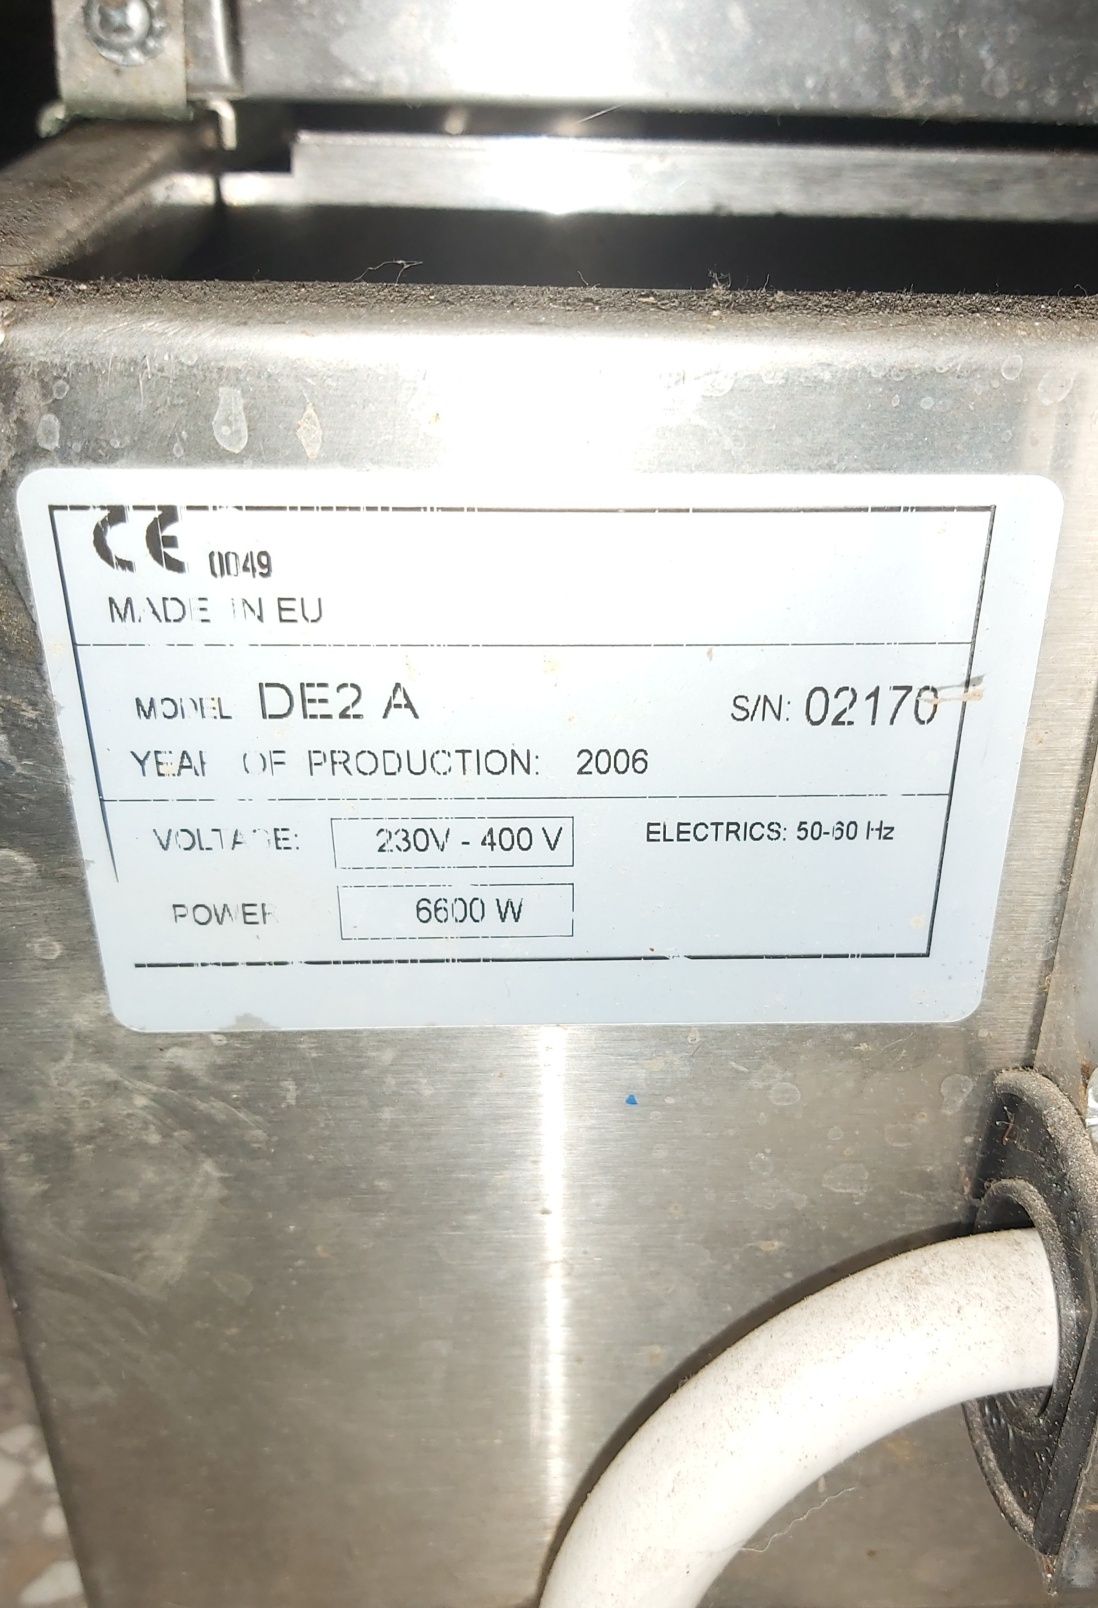 CE 0049
MADE IN EU
MODEL DE2 A S/N: 02170
YEAR OF PRODUCTION: 2006
VOLTAGE: 230V - 400 V ELECTRICS: 50-60 Hz
POWER 6600 W